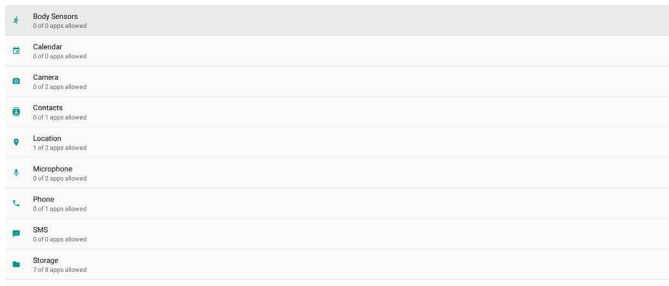 Body Sensors
0 of 0 apps allowed
Calendar
0 of 0 apps allowed
Camera
0 of 2 apps allowed
Contacts
0 of 1 apps allowed
Location
1 of 2 apps allowed
Microphone
0 of 2 apps allowed
Phone
0 of 1 apps allowed
SMS
0 of 0 apps allowed
Storage
7 of 8 apps allowed